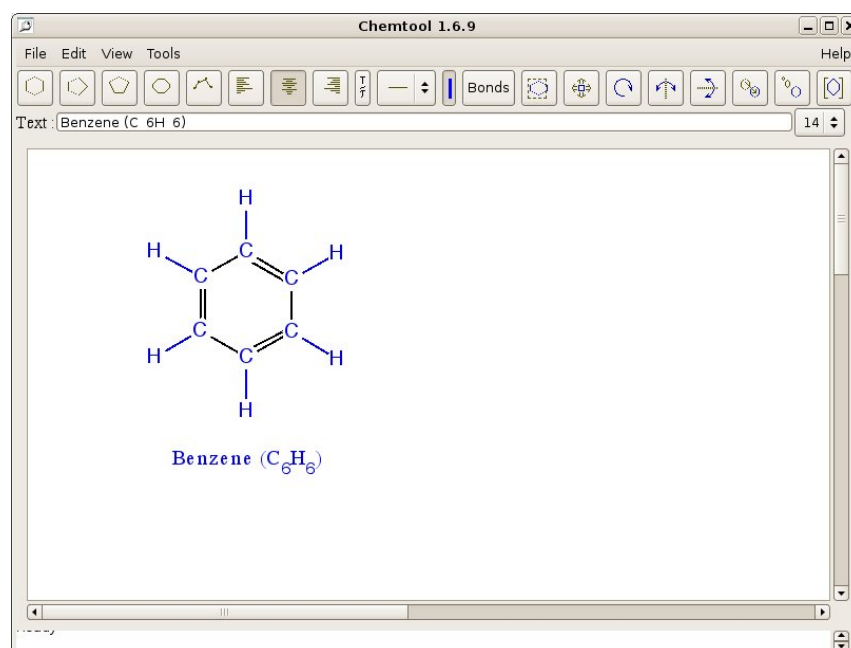 Chemtool 1.6.9
File Edit View Tools Help
Bonds
Text : Benzene (C 6H 6) 14
H
H H
C
C C
C C
C
H H
H
Benzene (C6H6)